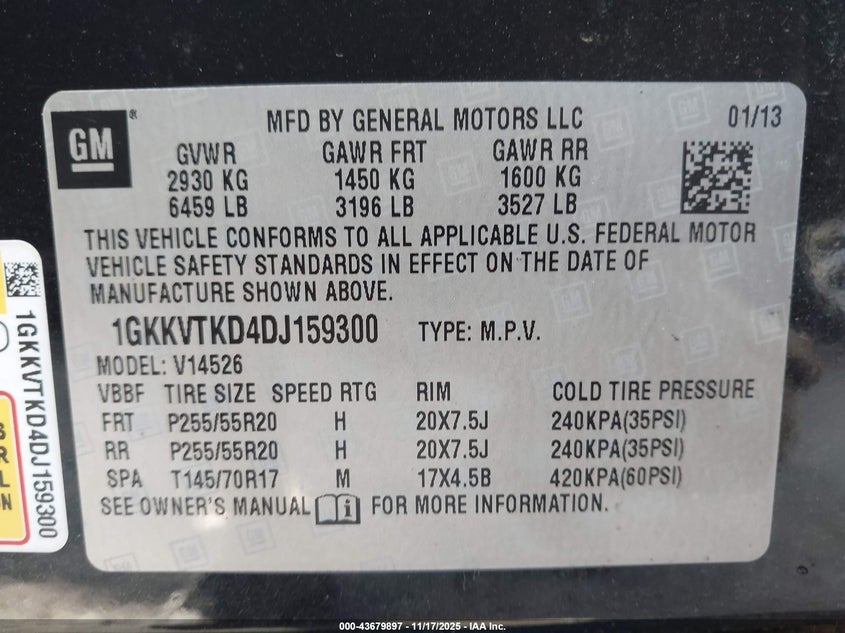 GM
MFD BY GENERAL MOTORS LLC 01/13
GVWR GAWR FRT GAWR RR
2930 KG 1450 KG 1600 KG
6459 LB 3196 LB 3527 LB
THIS VEHICLE CONFORMS TO ALL APPLICABLE U.S. FEDERAL MOTOR
VEHICLE SAFETY STANDARDS IN EFFECT ON THE DATE OF
MANUFACTURE SHOWN ABOVE.
1GKKVTKD4DJ159300 TYPE: M.P.V.
MODEL: V14526
VBBF TIRE SIZE SPEED RTG RIM COLD TIRE PRESSURE
FRT P255/55R20 H 20X7.5J 240KPA(35PSI)
RR P255/55R20 H 20X7.5J 240KPA(35PSI)
SPA T145/70R17 M 17X4.5B 420KPA(60PSI)
SEE OWNER'S MANUAL FOR MORE INFORMATION.
1GKKVTKD4DJ159300
000-43679897 - 11/17/2025 - IAA Inc.